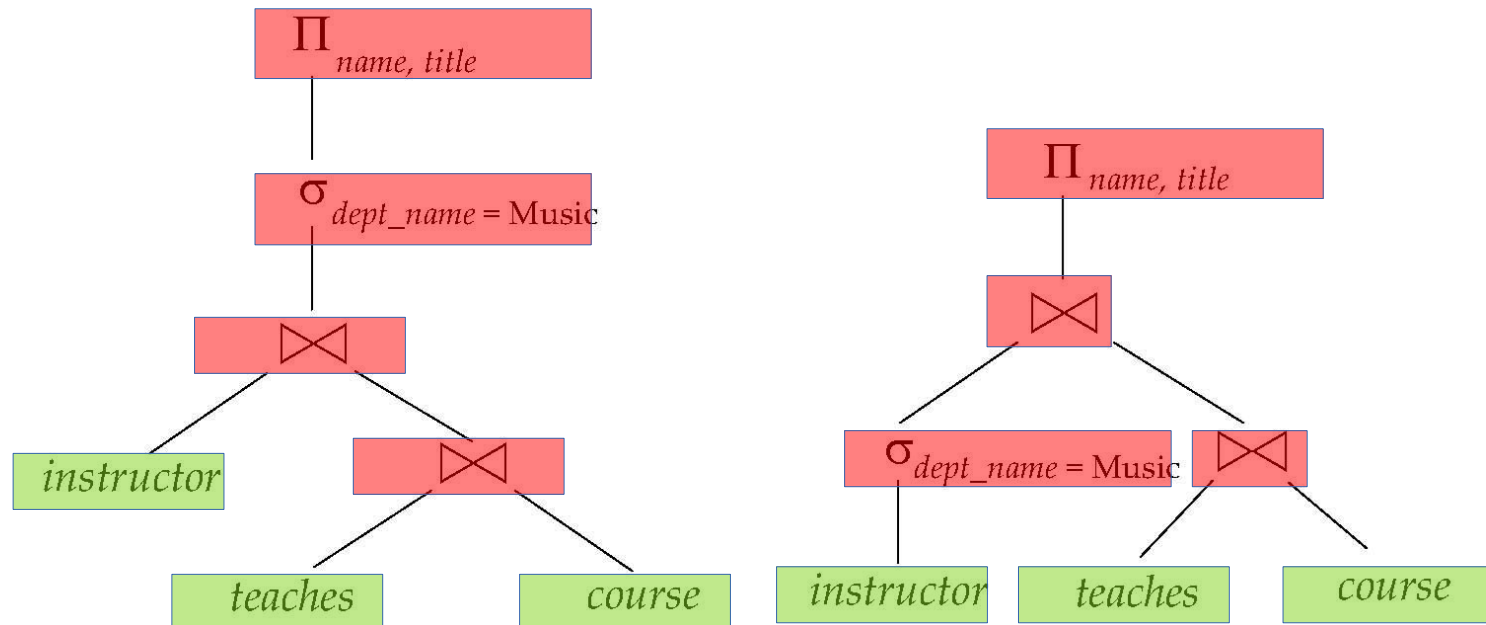 Π name, title
σ dept_name = Music
⋈
instructor
⋈
teaches
course
Π name, title
⋈
σ dept_name = Music
⋈
instructor
teaches
course